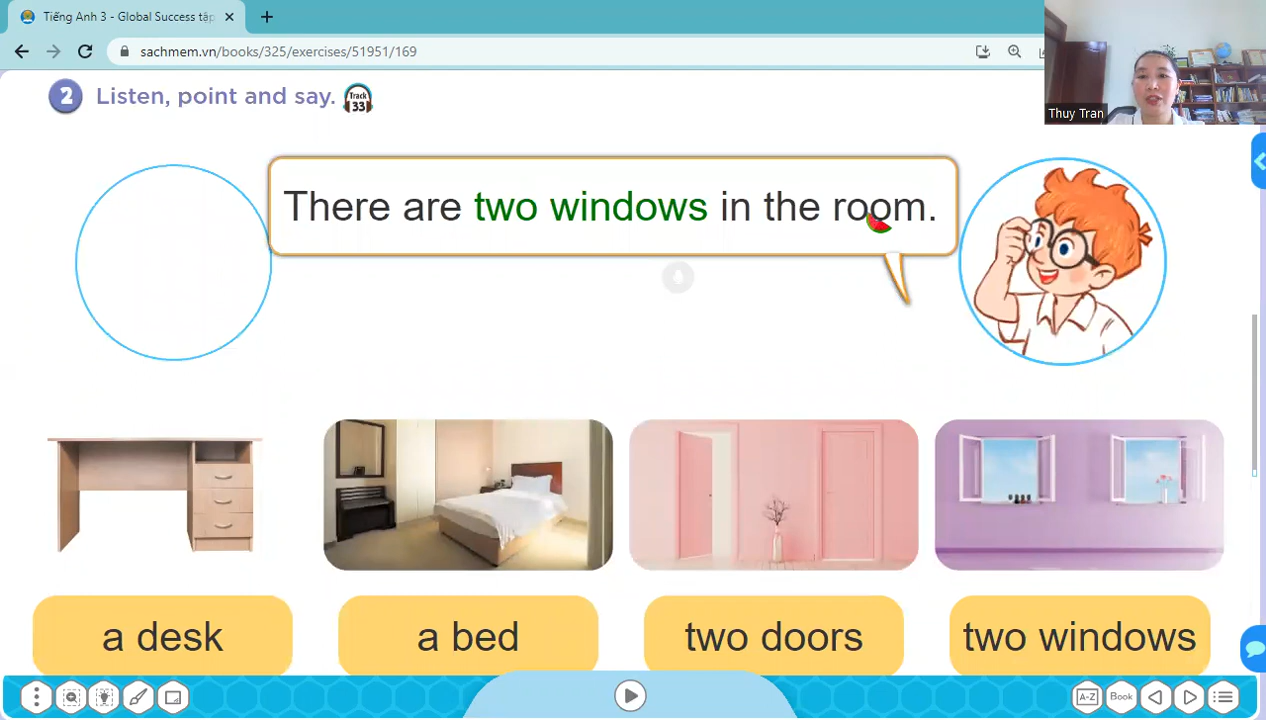 Tiếng Anh 3 - Global Success tập
sachmem.vn/books/325/exercises/51951/169
Thuy Tran
2 Listen, point and say. Track 33
There are two windows in the room.
a desk
a bed
two doors
two windows
A-Z
Book